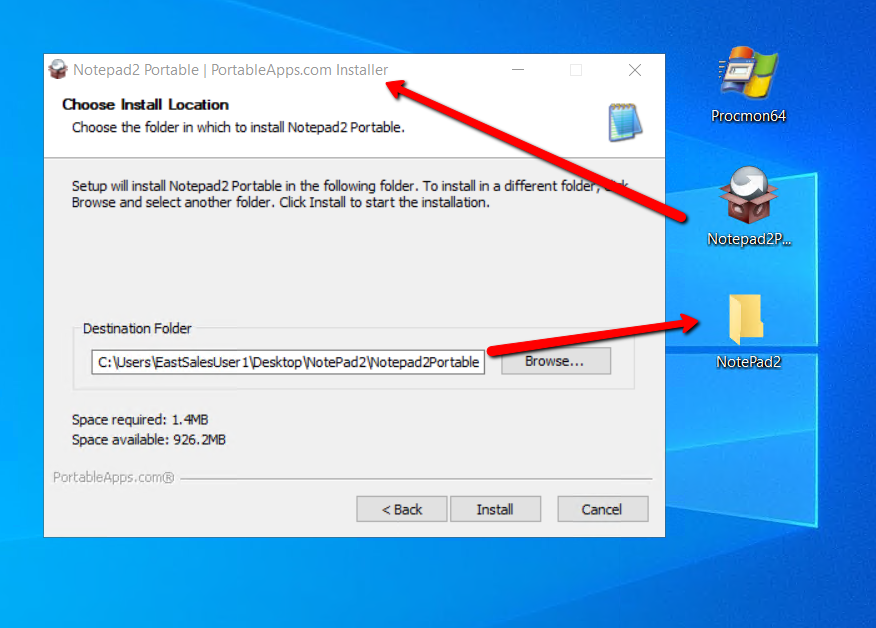 Notepad2 Portable | PortableApps.com Installer
Choose Install Location
Choose the folder in which to install Notepad2 Portable.
Setup will install Notepad2 Portable in the following folder. To install in a different folder, click
Browse and select another folder. Click Install to start the installation.
Destination Folder
C:\Users\EastSalesUser1\Desktop\NotePad2\Notepad2Portable
Browse...
Space required: 1.4MB
Space available: 926.2MB
PortableApps.com®
< Back
Install
Cancel
Procmon64
Notepad2P...
NotePad2